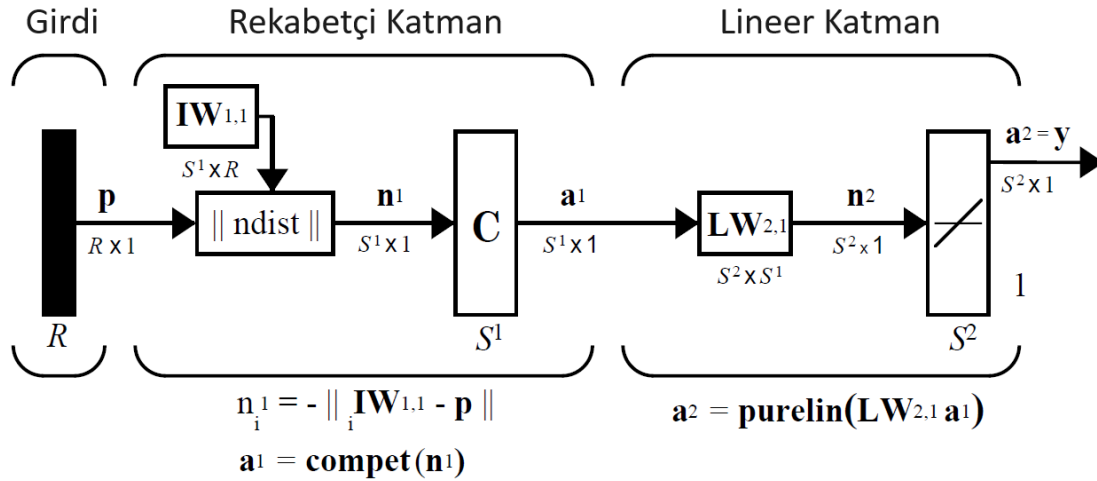 Girdi Rekabetçi Katman Lineer Katman
IW1,1
S¹ x R
p
R x 1
|| ndist ||
n1
S¹ x 1
C
a1
S¹ x 1
LW2,1
S² x S¹
n2
S² x 1
a2 = y
S² x 1
1
R S¹ S²
ni1 = - || iIW1,1 - p ||
a1 = compet(n1)
a2 = purelin(LW2,1 a1)